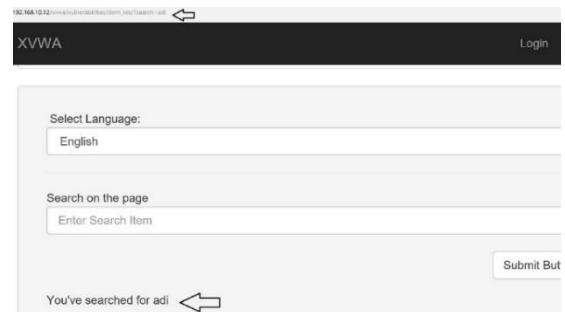 XVWA Login
Select Language:
English
Search on the page
Enter Search Item
Submit But
You've searched for adi